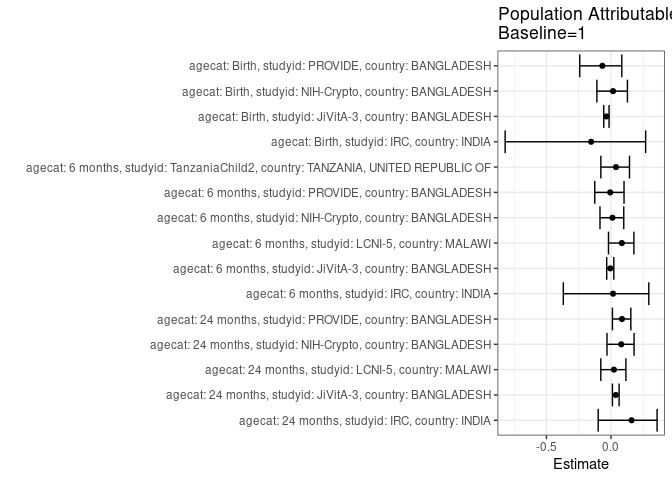 Population Attributable
Baseline=1
agecat: Birth, studyid: PROVIDE, country: BANGLADESH
agecat: Birth, studyid: NIH-Crypto, country: BANGLADESH
agecat: Birth, studyid: JiVitA-3, country: BANGLADESH
agecat: Birth, studyid: IRC, country: INDIA
agecat: 6 months, studyid: TanzaniaChild2, country: TANZANIA, UNITED REPUBLIC OF
agecat: 6 months, studyid: PROVIDE, country: BANGLADESH
agecat: 6 months, studyid: NIH-Crypto, country: BANGLADESH
agecat: 6 months, studyid: LCNI-5, country: MALAWI
agecat: 6 months, studyid: JiVitA-3, country: BANGLADESH
agecat: 6 months, studyid: IRC, country: INDIA
agecat: 24 months, studyid: PROVIDE, country: BANGLADESH
agecat: 24 months, studyid: NIH-Crypto, country: BANGLADESH
agecat: 24 months, studyid: LCNI-5, country: MALAWI
agecat: 24 months, studyid: JiVitA-3, country: BANGLADESH
agecat: 24 months, studyid: IRC, country: INDIA
-0.5 0.0
Estimate